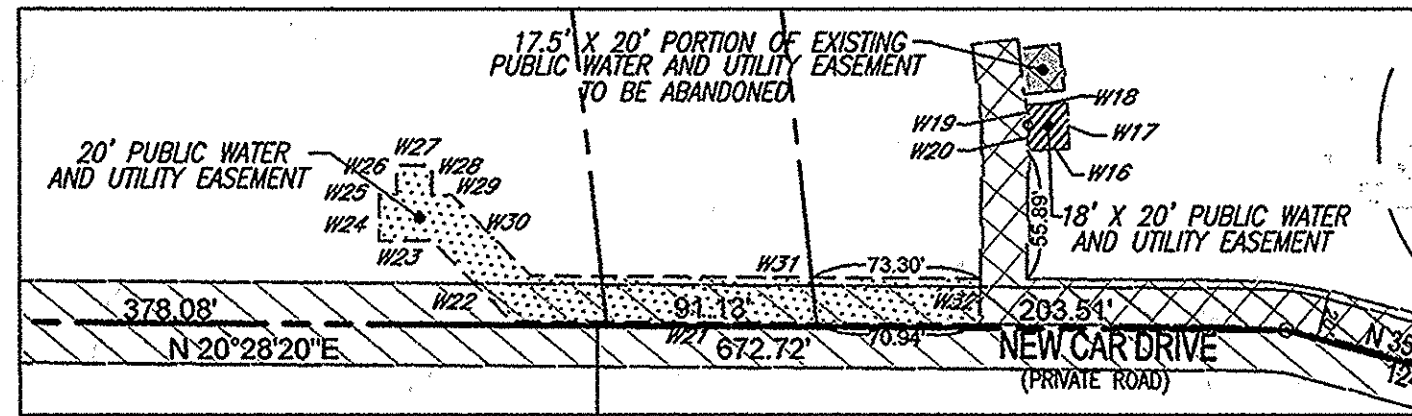 17.5' X 20' PORTION OF EXISTING
PUBLIC WATER AND UTILITY EASEMENT
TO BE ABANDONED
W18
W19
W17
W20
W16
20' PUBLIC WATER
AND UTILITY EASEMENT
W27
W26
W28
W25
W29
W24
W30
W23
55.89'
18' X 20' PUBLIC WATER
AND UTILITY EASEMENT
W31
73.30'
W22
W32
378.08'
91.13'
203.51'
W21
70.94'
N 20°28'20"E
672.72'
NEW CAR DRIVE
(PRIVATE ROAD)
N 35